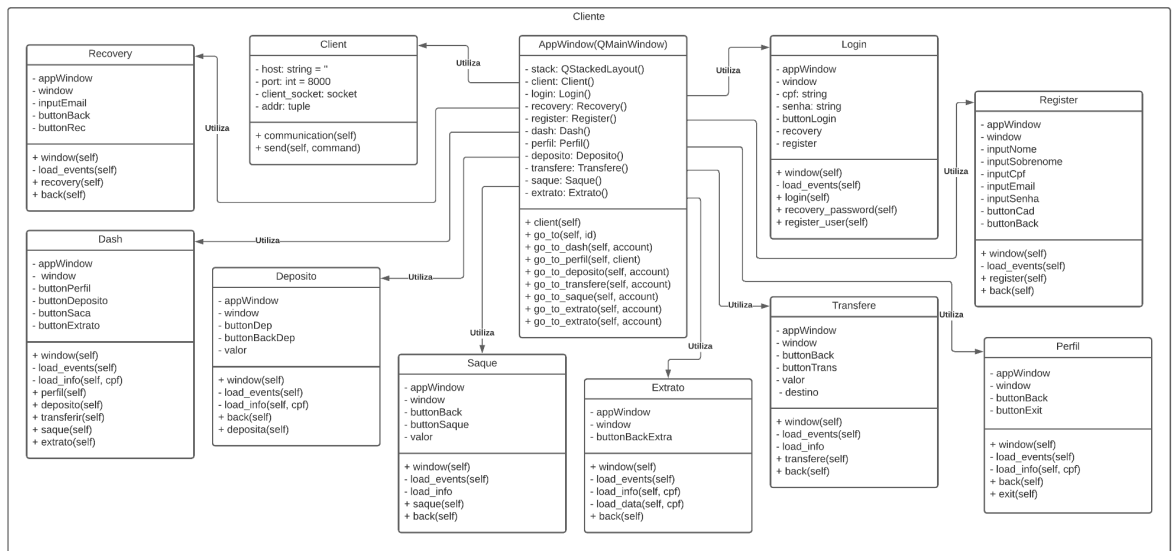 Cliente
Recovery
- appWindow
- window
- inputEmail
- buttonBack
- buttonRec
+ window(self)
- load_events(self)
+ recovery(self)
+ back(self)
Utiliza
Client
- host: string = ''
- port: int = 8000
- client_socket: socket
- addr: tuple
+ communication(self)
+ send(self, command)
Utiliza
AppWindow(QMainWindow)
- stack: QStackedLayout()
- client: Client()
- login: Login()
- recovery: Recovery()
- register: Register()
- dash: Dash()
- perfil: Perfil()
- deposito: Deposito()
- transfere: Transfere()
- saque: Saque()
- extrato: Extrato()
+ client(self)
+ go_to(self, id)
+ go_to_dash(self, account)
+ go_to_perfil(self, client)
+ go_to_deposito(self, account)
+ go_to_transfere(self, account)
+ go_to_saque(self, account)
+ go_to_extrato(self, account)
+ go_to_extrato(self, account)
Utiliza
Login
- appWindow
- window
- cpf: string
- senha: string
- buttonLogin
- recovery
- register
+ window(self)
- load_events(self)
+ login(self)
+ recovery_password(self)
+ register_user(self)
Utiliza
Register
- appWindow
- window
- inputNome
- inputSobrenome
- inputCpf
- inputEmail
- inputSenha
- buttonCad
- buttonBack
+ window(self)
- load_events(self)
+ register(self)
+ back(self)
Dash
- appWindow
- window
- buttonPerfil
- buttonDeposito
- buttonSaca
- buttonExtrato
+ window(self)
- load_events(self)
- load_info(self, cpf)
+ perfil(self)
+ deposito(self)
+ transferir(self)
+ saque(self)
+ extrato(self)
Utiliza
Deposito
- appWindow
- window
- buttonDep
- buttonBackDep
- valor
+ window(self)
- load_events(self)
- load_info(self, cpf)
+ back(self)
+ deposita(self)
Utiliza
Utiliza
Saque
- appWindow
- window
- buttonBack
- buttonSaque
- valor
+ window(self)
- load_events(self)
- load_info
+ saque(self)
+ back(self)
Utiliza
Extrato
- appWindow
- window
- buttonBackExtra
+ window(self)
- load_events(self)
- load_info(self, cpf)
- load_data(self, cpf)
+ back(self)
Utiliza
Transfere
- appWindow
- window
- buttonBack
- buttonTrans
- valor
- destino
+ window(self)
- load_events(self)
- load_info
+ transfere(self)
+ back(self)
Utiliza
Perfil
- appWindow
- window
- buttonBack
- buttonExit
+ window(self)
- load_events(self)
- load_info(self, cpf)
+ back(self)
+ exit(self)